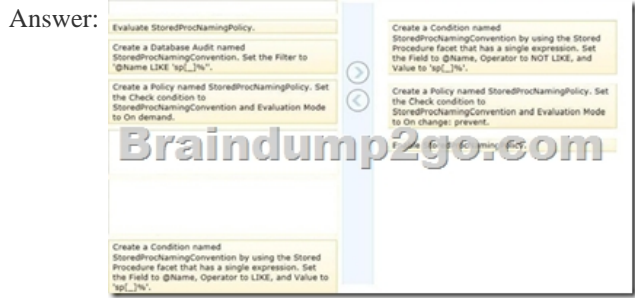 Answer:
Evaluate StoredProcNamingPolicy.
Create a Database Audit named
StoredProcNamingConvention. Set the Filter to
'@Name LIKE 'sp[_]%''.
Create a Policy named StoredProcNamingPolicy. Set
the Check condition to
StoredProcNamingConvention and Evaluation Mode
to On demand.
Create a Condition named
StoredProcNamingConvention by using the Stored
Procedure facet that has a single expression. Set
the Field to @Name, Operator to LIKE, and Value to
'sp[_]%'.
Create a Condition named
StoredProcNamingConvention by using the Stored
Procedure facet that has a single expression. Set
the Field to @Name, Operator to NOT LIKE, and
Value to 'sp[_]%'.
Create a Policy named StoredProcNamingPolicy. Set
the Check condition to
StoredProcNamingConvention and Evaluation Mode
to On change: prevent.
Braindump2go.com